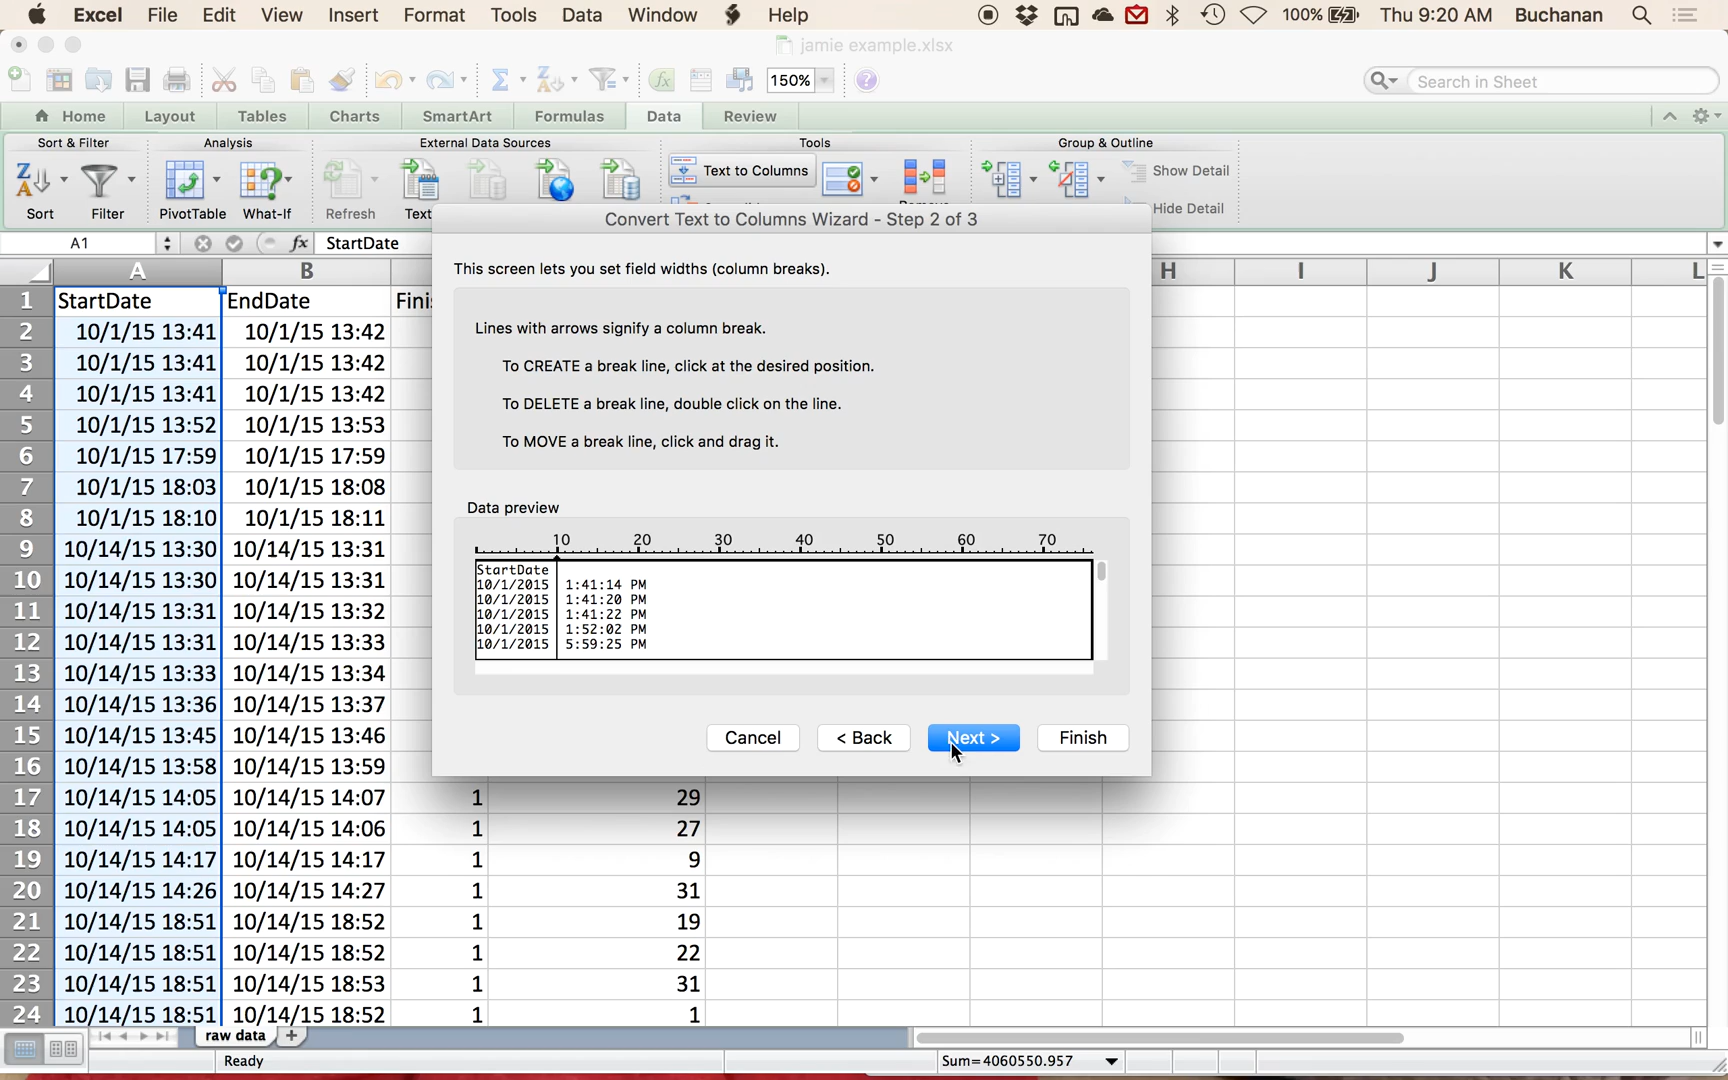 Excel File Edit View Insert Format Tools Data Window Help 100% Thu 9:20 AM Buchanan
jamie example.xlsx
150% Search in Sheet
Home Layout Tables Charts SmartArt Formulas Data Review
Sort & Filter Analysis External Data Sources Tools Group & Outline
Text to Columns Show Detail
Sort Filter PivotTable What-If Refresh Text Hide Detail
A1 fx StartDate
Convert Text to Columns Wizard - Step 2 of 3
This screen lets you set field widths (column breaks).
Lines with arrows signify a column break.
To CREATE a break line, click at the desired position.
To DELETE a break line, double click on the line.
To MOVE a break line, click and drag it.
Data preview
10 20 30 40 50 60 70
StartDate
10/1/2015 1:41:14 PM
10/1/2015 1:41:20 PM
10/1/2015 1:41:22 PM
10/1/2015 1:52:02 PM
10/1/2015 5:59:25 PM
Cancel < Back Next > Finish
A B H I J K L
1 StartDate EndDate Fini
2 10/1/15 13:41 10/1/15 13:42
3 10/1/15 13:41 10/1/15 13:42
4 10/1/15 13:41 10/1/15 13:42
5 10/1/15 13:52 10/1/15 13:53
6 10/1/15 17:59 10/1/15 17:59
7 10/1/15 18:03 10/1/15 18:08
8 10/1/15 18:10 10/1/15 18:11
9 10/14/15 13:30 10/14/15 13:31
10 10/14/15 13:30 10/14/15 13:31
11 10/14/15 13:31 10/14/15 13:32
12 10/14/15 13:31 10/14/15 13:33
13 10/14/15 13:33 10/14/15 13:34
14 10/14/15 13:36 10/14/15 13:37
15 10/14/15 13:45 10/14/15 13:46
16 10/14/15 13:58 10/14/15 13:59
17 10/14/15 14:05 10/14/15 14:07 1 29
18 10/14/15 14:05 10/14/15 14:06 1 27
19 10/14/15 14:17 10/14/15 14:17 1 9
20 10/14/15 14:26 10/14/15 14:27 1 31
21 10/14/15 18:51 10/14/15 18:52 1 19
22 10/14/15 18:51 10/14/15 18:52 1 22
23 10/14/15 18:51 10/14/15 18:53 1 31
24 10/14/15 18:51 10/14/15 18:52 1 1
raw data
Ready Sum=4060550.957